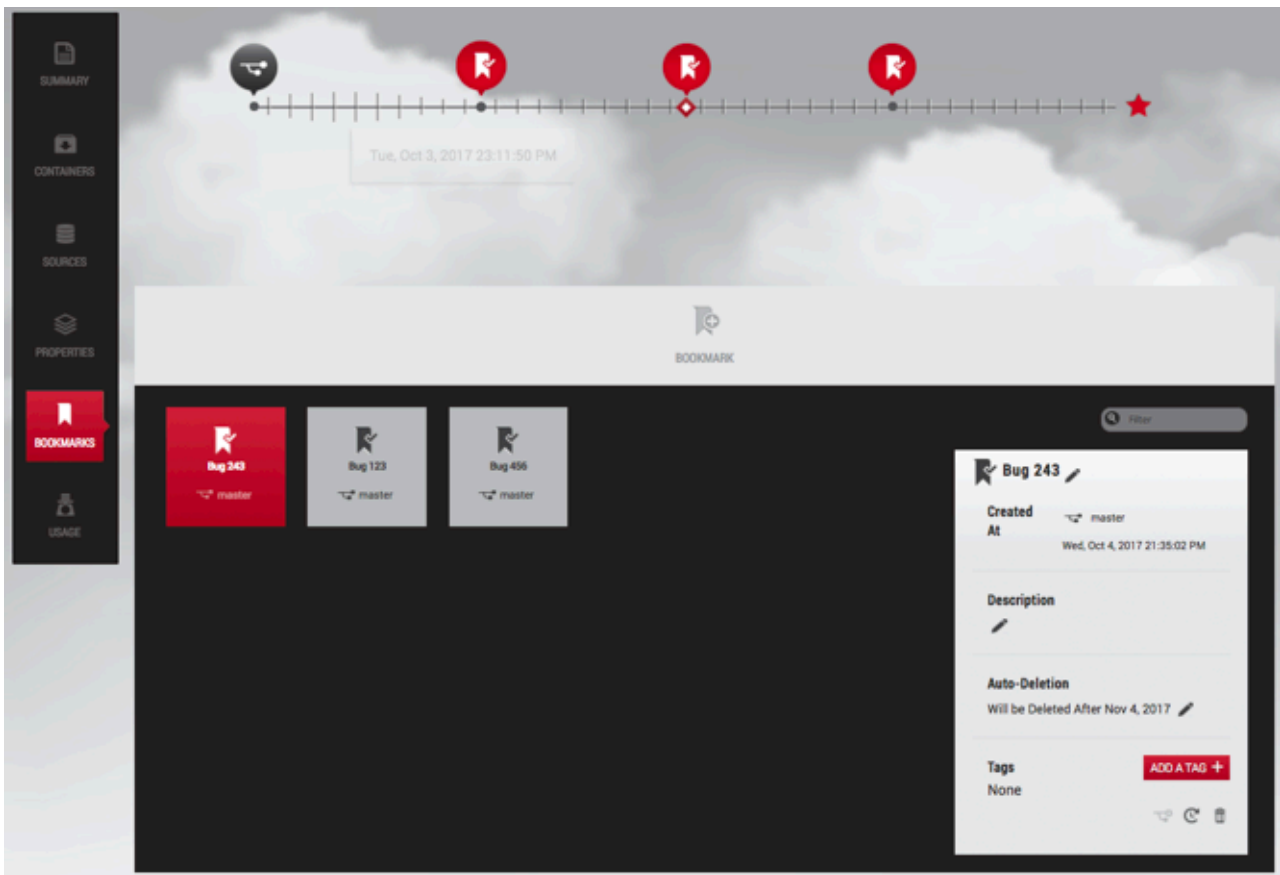 SUMMARY
CONTAINERS
SOURCES
PROPERTIES
BOOKMARKS
USAGE
Tue, Oct 3, 2017 23:11:50 PM
BOOKMARK
Bug 243
master
Bug 123
master
Bug 456
master
Filter
Bug 243
Created
At
master
Wed, Oct 4, 2017 21:35:02 PM
Description
Auto-Deletion
Will be Deleted After Nov 4, 2017
Tags
ADD A TAG +
None